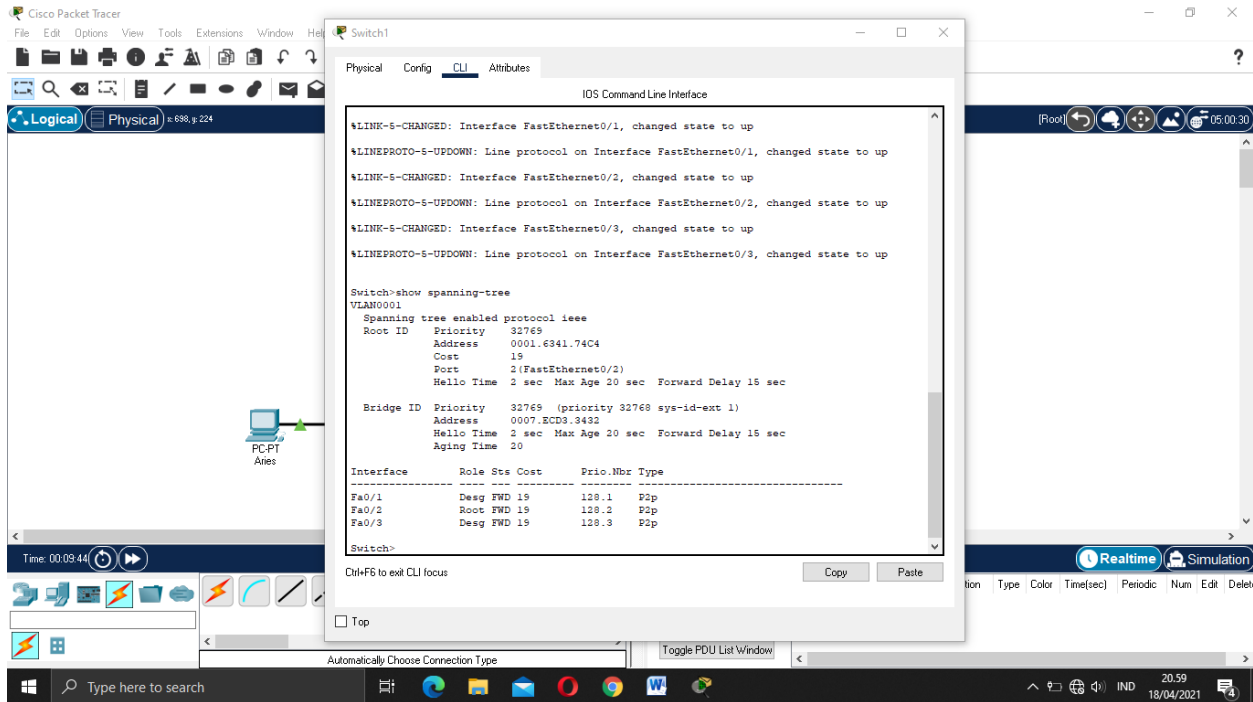 Cisco Packet Tracer
File Edit Options View Tools Extensions Window Help
Logical
Physical
x: 698, y: 224
[Root]
05:00:30
?
PC-PT
Aries
Switch1
Physical Config CLI Attributes
IOS Command Line Interface
%LINK-5-CHANGED: Interface FastEthernet0/1, changed state to up
%LINEPROTO-5-UPDOWN: Line protocol on Interface FastEthernet0/1, changed state to up
%LINK-5-CHANGED: Interface FastEthernet0/2, changed state to up
%LINEPROTO-5-UPDOWN: Line protocol on Interface FastEthernet0/2, changed state to up
%LINK-5-CHANGED: Interface FastEthernet0/3, changed state to up
%LINEPROTO-5-UPDOWN: Line protocol on Interface FastEthernet0/3, changed state to up
Switch>show spanning-tree
VLAN0001
Spanning tree enabled protocol ieee
Root ID Priority 32769
Address 0001.6341.74C4
Cost 19
Port 2(FastEthernet0/2)
Hello Time 2 sec Max Age 20 sec Forward Delay 15 sec
Bridge ID Priority 32769 (priority 32768 sys-id-ext 1)
Address 0007.ECD3.3432
Hello Time 2 sec Max Age 20 sec Forward Delay 15 sec
Aging Time 20
Interface Role Sts Cost Prio.Nbr Type
---------------- ---- --- --------- -------- --------------------------------
Fa0/1 Desg FWD 19 128.1 P2p
Fa0/2 Root FWD 19 128.2 P2p
Fa0/3 Desg FWD 19 128.3 P2p
Switch>
Ctrl+F6 to exit CLI focus
Copy Paste
Top
Time: 00:09:44
Realtime Simulation
tion Type Color Time(sec) Periodic Num Edit Delet
Toggle PDU List Window
Automatically Choose Connection Type
Type here to search
W
IND
20.59
18/04/2021
4